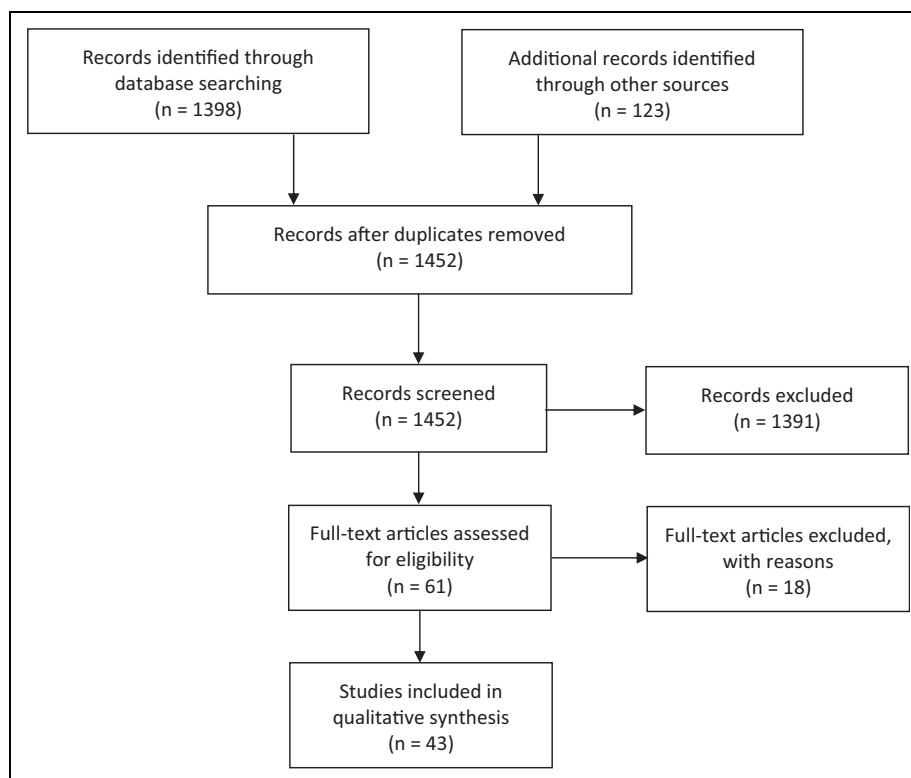 Records identified through
database searching
(n = 1398)
Additional records identified
through other sources
(n = 123)
Records after duplicates removed
(n = 1452)
Records screened
(n = 1452)
Records excluded
(n = 1391)
Full-text articles assessed
for eligibility
(n = 61)
Full-text articles excluded,
with reasons
(n = 18)
Studies included in
qualitative synthesis
(n = 43)